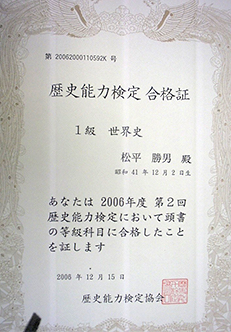 第 20062000110592K 号
歴史能力検定 合格証
1級 世界史
松平 勝男 殿
昭和 41 年 12 月 2 日生
あなたは 2006年度 第2回
歴史能力検定において頭書
の等級科目に合格したこと
を証します
2006 年 12 月 15 日
歴史能力検定協会